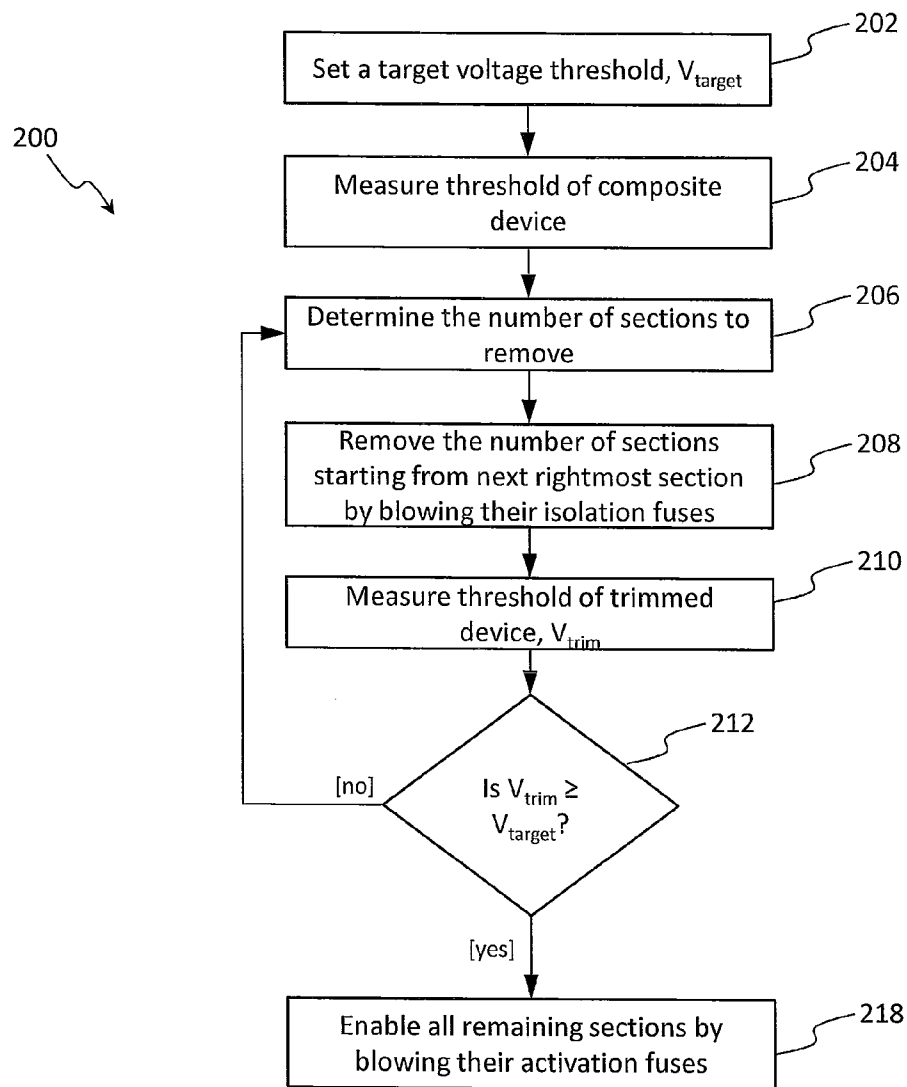 202
Set a target voltage threshold, Vtarget
200
204
Measure threshold of composite
device
206
Determine the number of sections to
remove
Remove the number of sections
starting from next rightmost section
by blowing their isolation fuses
208
210
Measure threshold of trimmed
device, Vtrim
212
[no]
Is Vtrim ≥
Vtarget?
[yes]
Enable all remaining sections by
blowing their activation fuses
218